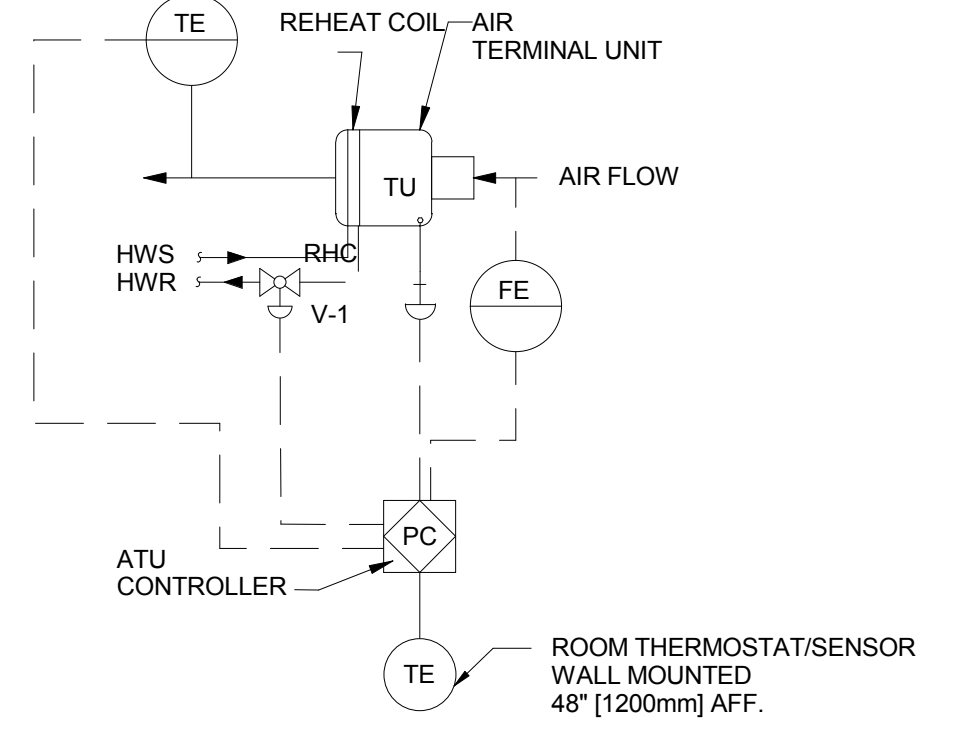 TE
REHEAT COIL
AIR
TERMINAL UNIT
TU
AIR FLOW
HWS
RHC
HWR
V-1
FE
PC
ATU
CONTROLLER
TE
ROOM THERMOSTAT/SENSOR
WALL MOUNTED
48" [1200mm] AFF.